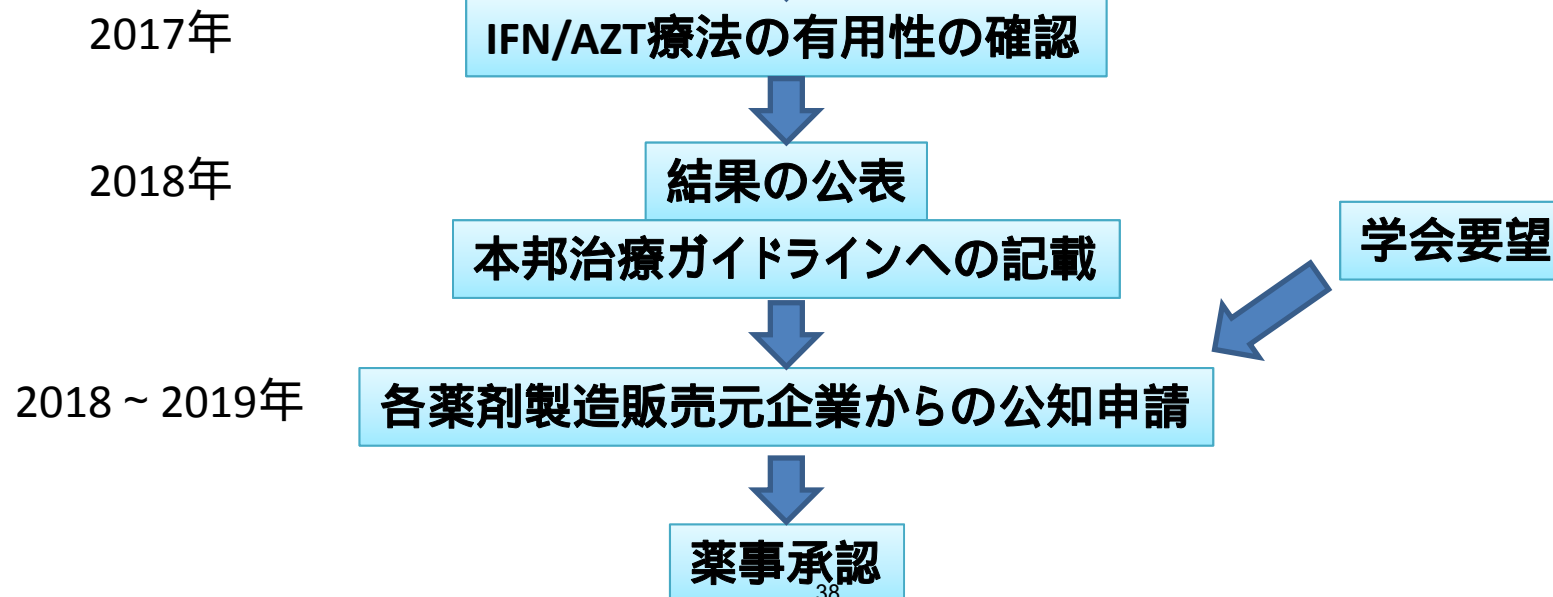 2017年
IFN/AZT療法の有用性の確認
2018年
結果の公表
本邦治療ガイドラインへの記載
学会要望
2018 ~ 2019年
各薬剤製造販売元企業からの公知申請
薬事承認
38